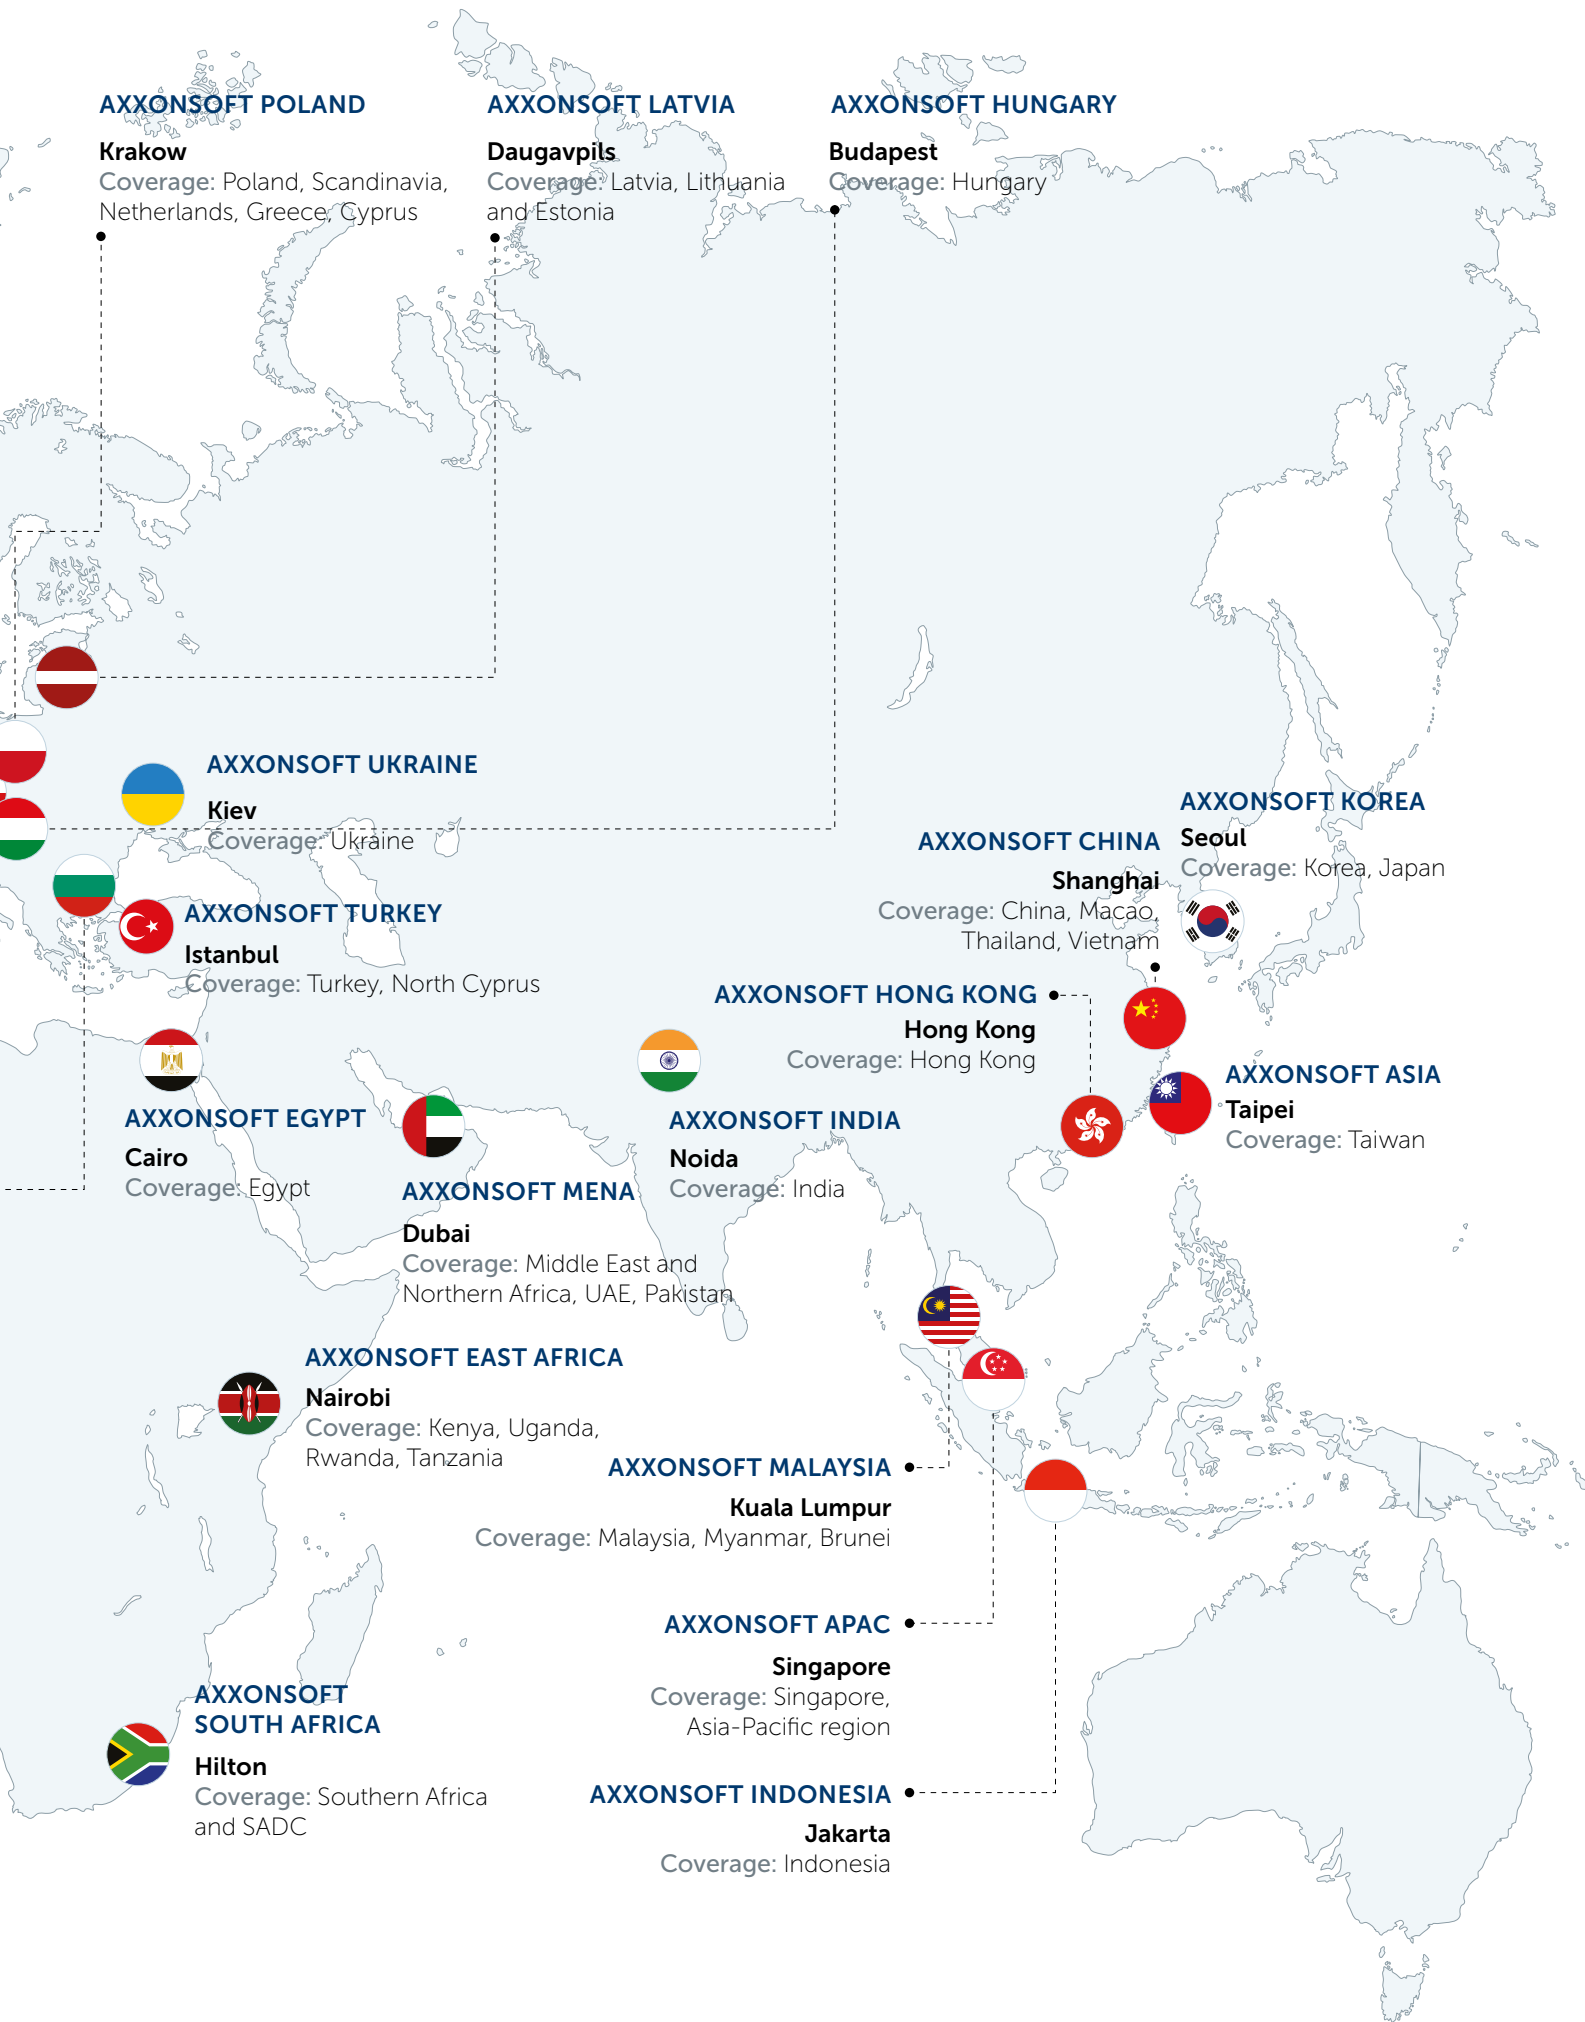 AXXONSOFT POLAND
Krakow
Coverage: Poland, Scandinavia,
Netherlands, Greece, Cyprus
AXXONSOFT LATVIA
Daugavpils
Coverage: Latvia, Lithuania
and Estonia
AXXONSOFT HUNGARY
Budapest
Coverage: Hungary
AXXONSOFT UKRAINE
Kiev
Coverage: Ukraine
AXXONSOFT KOREA
Seoul
Coverage: Korea, Japan
AXXONSOFT CHINA
Shanghai
Coverage: China, Macao,
Thailand, Vietnam
AXXONSOFT TURKEY
Istanbul
Coverage: Turkey, North Cyprus
AXXONSOFT HONG KONG
Hong Kong
Coverage: Hong Kong
AXXONSOFT ASIA
Taipei
Coverage: Taiwan
AXXONSOFT EGYPT
Cairo
Coverage: Egypt
AXXONSOFT INDIA
Noida
Coverage: India
AXXONSOFT MENA
Dubai
Coverage: Middle East and
Northern Africa, UAE, Pakistan
AXXONSOFT EAST AFRICA
Nairobi
Coverage: Kenya, Uganda,
Rwanda, Tanzania
AXXONSOFT MALAYSIA
Kuala Lumpur
Coverage: Malaysia, Myanmar, Brunei
AXXONSOFT APAC
Singapore
Coverage: Singapore,
Asia-Pacific region
AXXONSOFT
SOUTH AFRICA
Hilton
Coverage: Southern Africa
and SADC
AXXONSOFT INDONESIA
Jakarta
Coverage: Indonesia